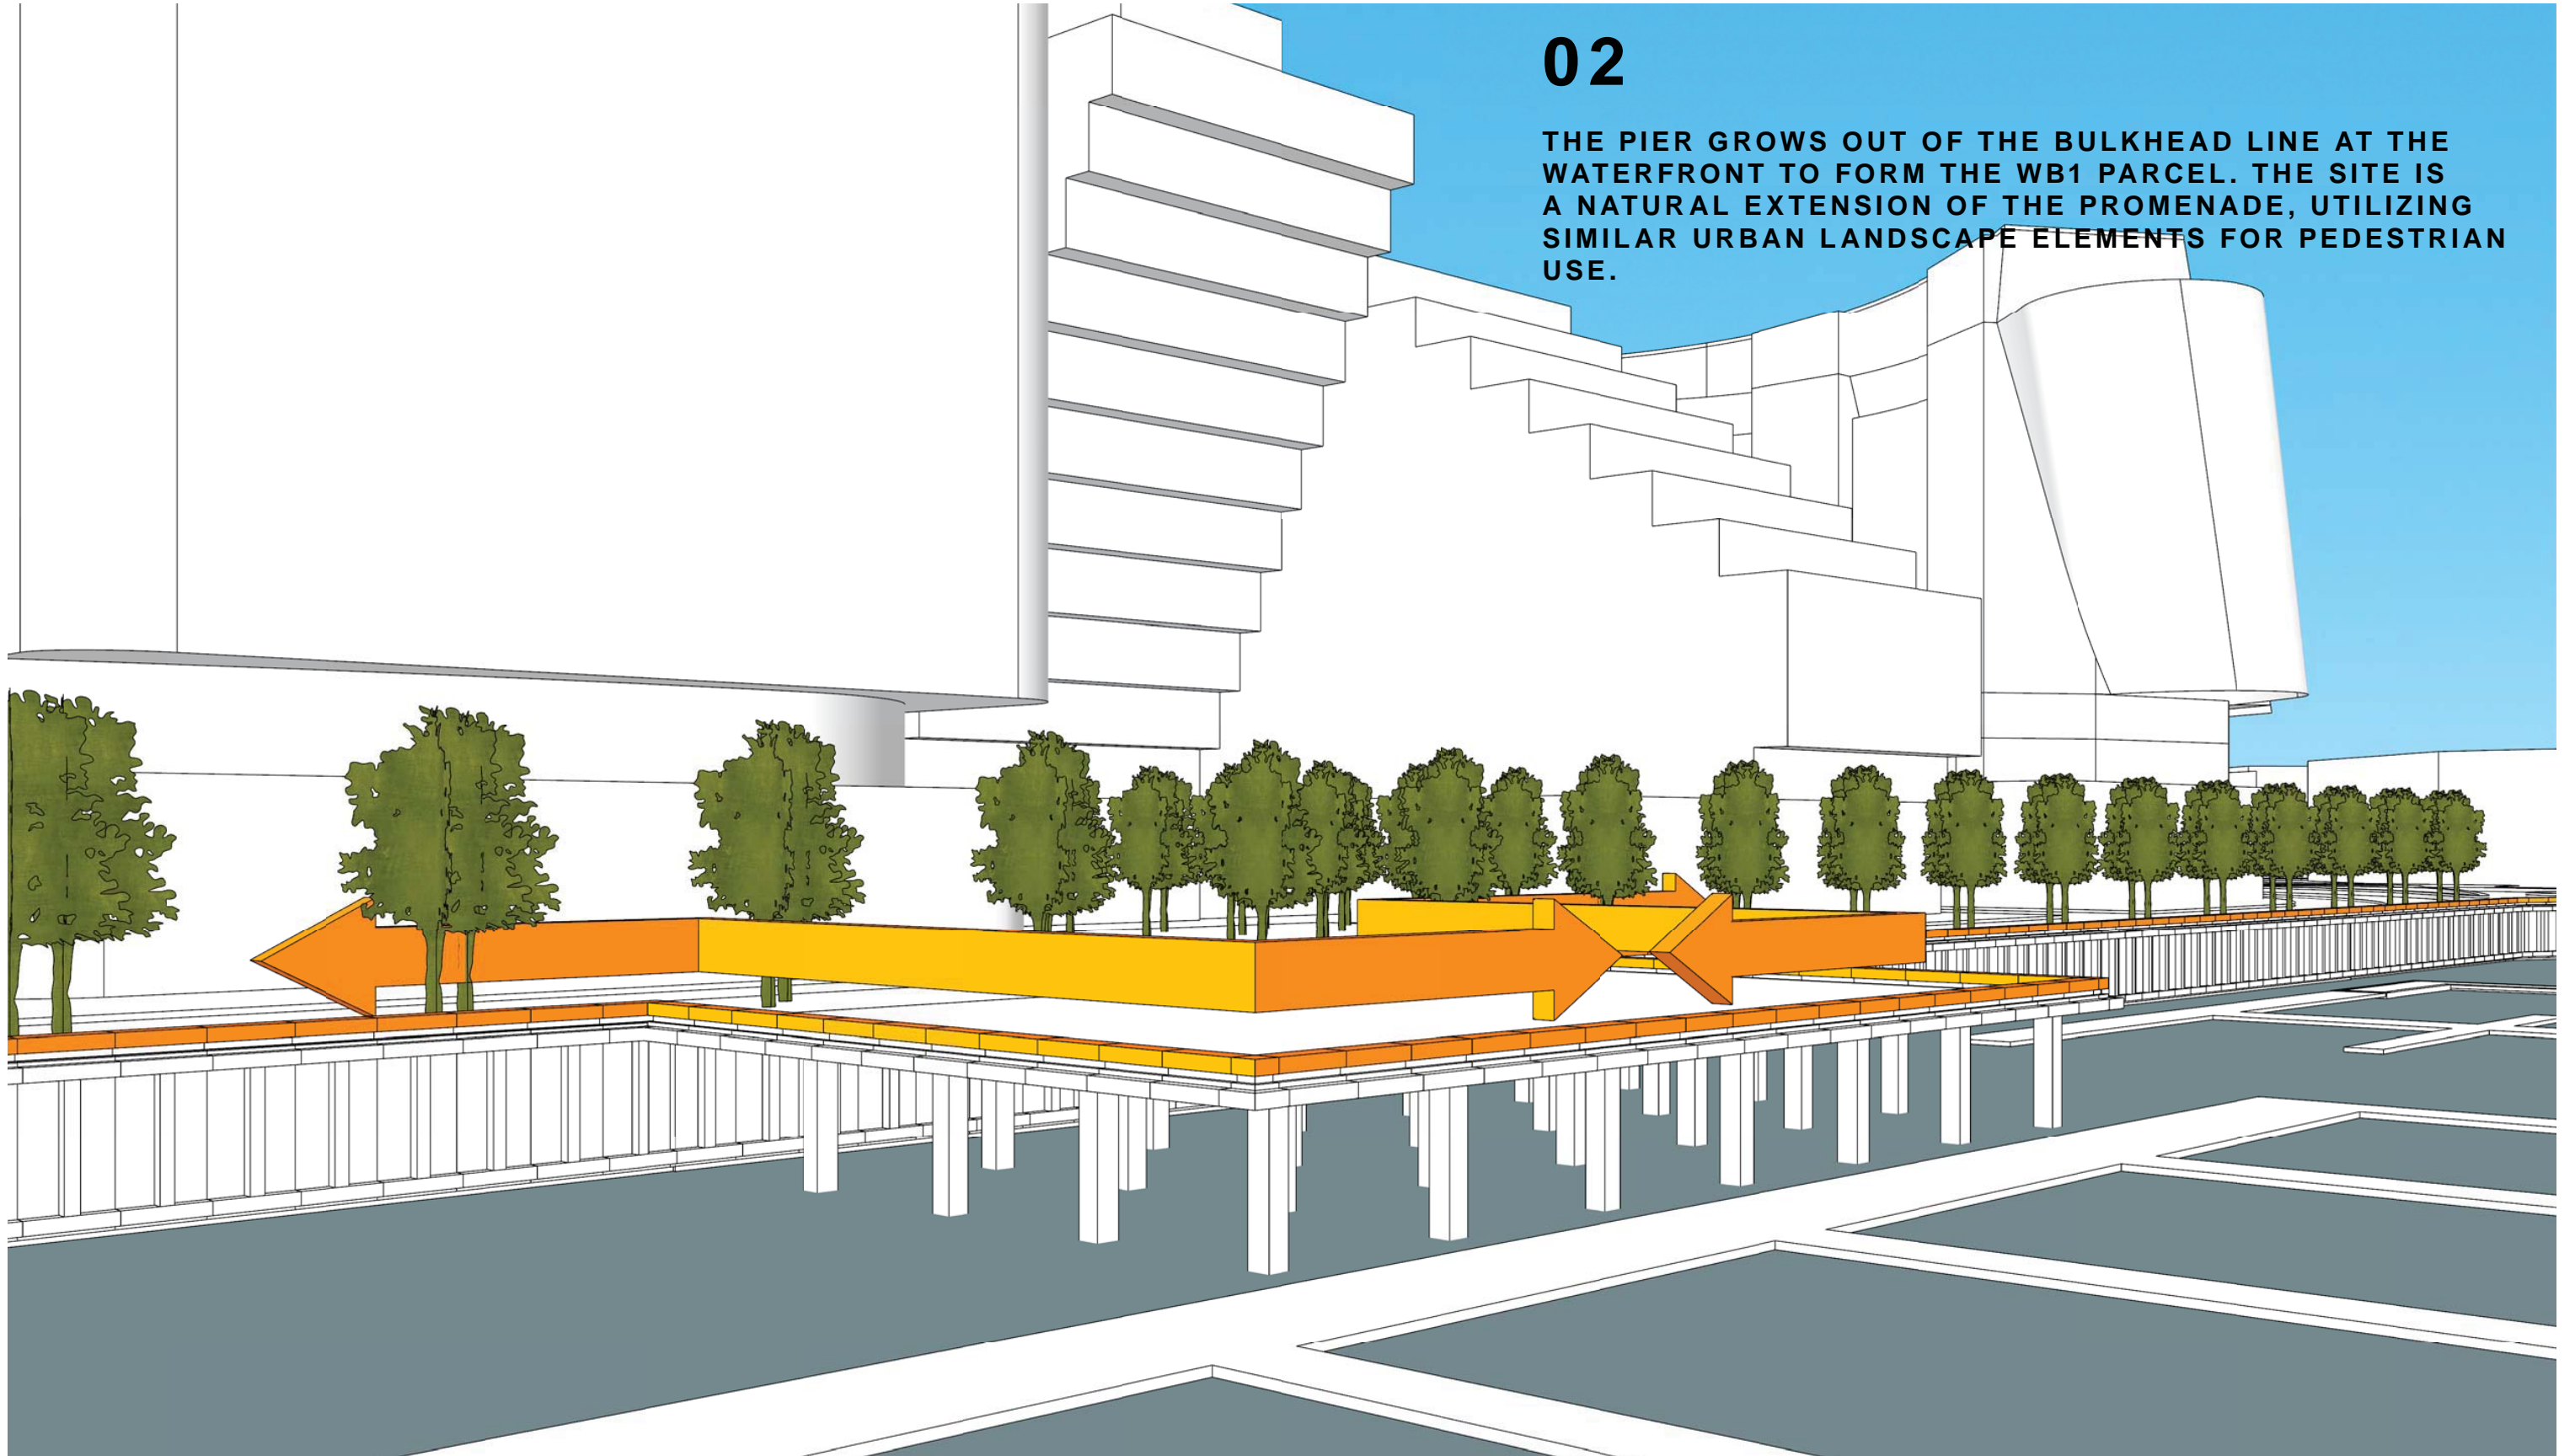 02
THE PIER GROWS OUT OF THE BULKHEAD LINE AT THE
WATERFRONT TO FORM THE WB1 PARCEL. THE SITE IS
A NATURAL EXTENSION OF THE PROMENADE, UTILIZING
SIMILAR URBAN LANDSCAPE ELEMENTS FOR PEDESTRIAN
USE.